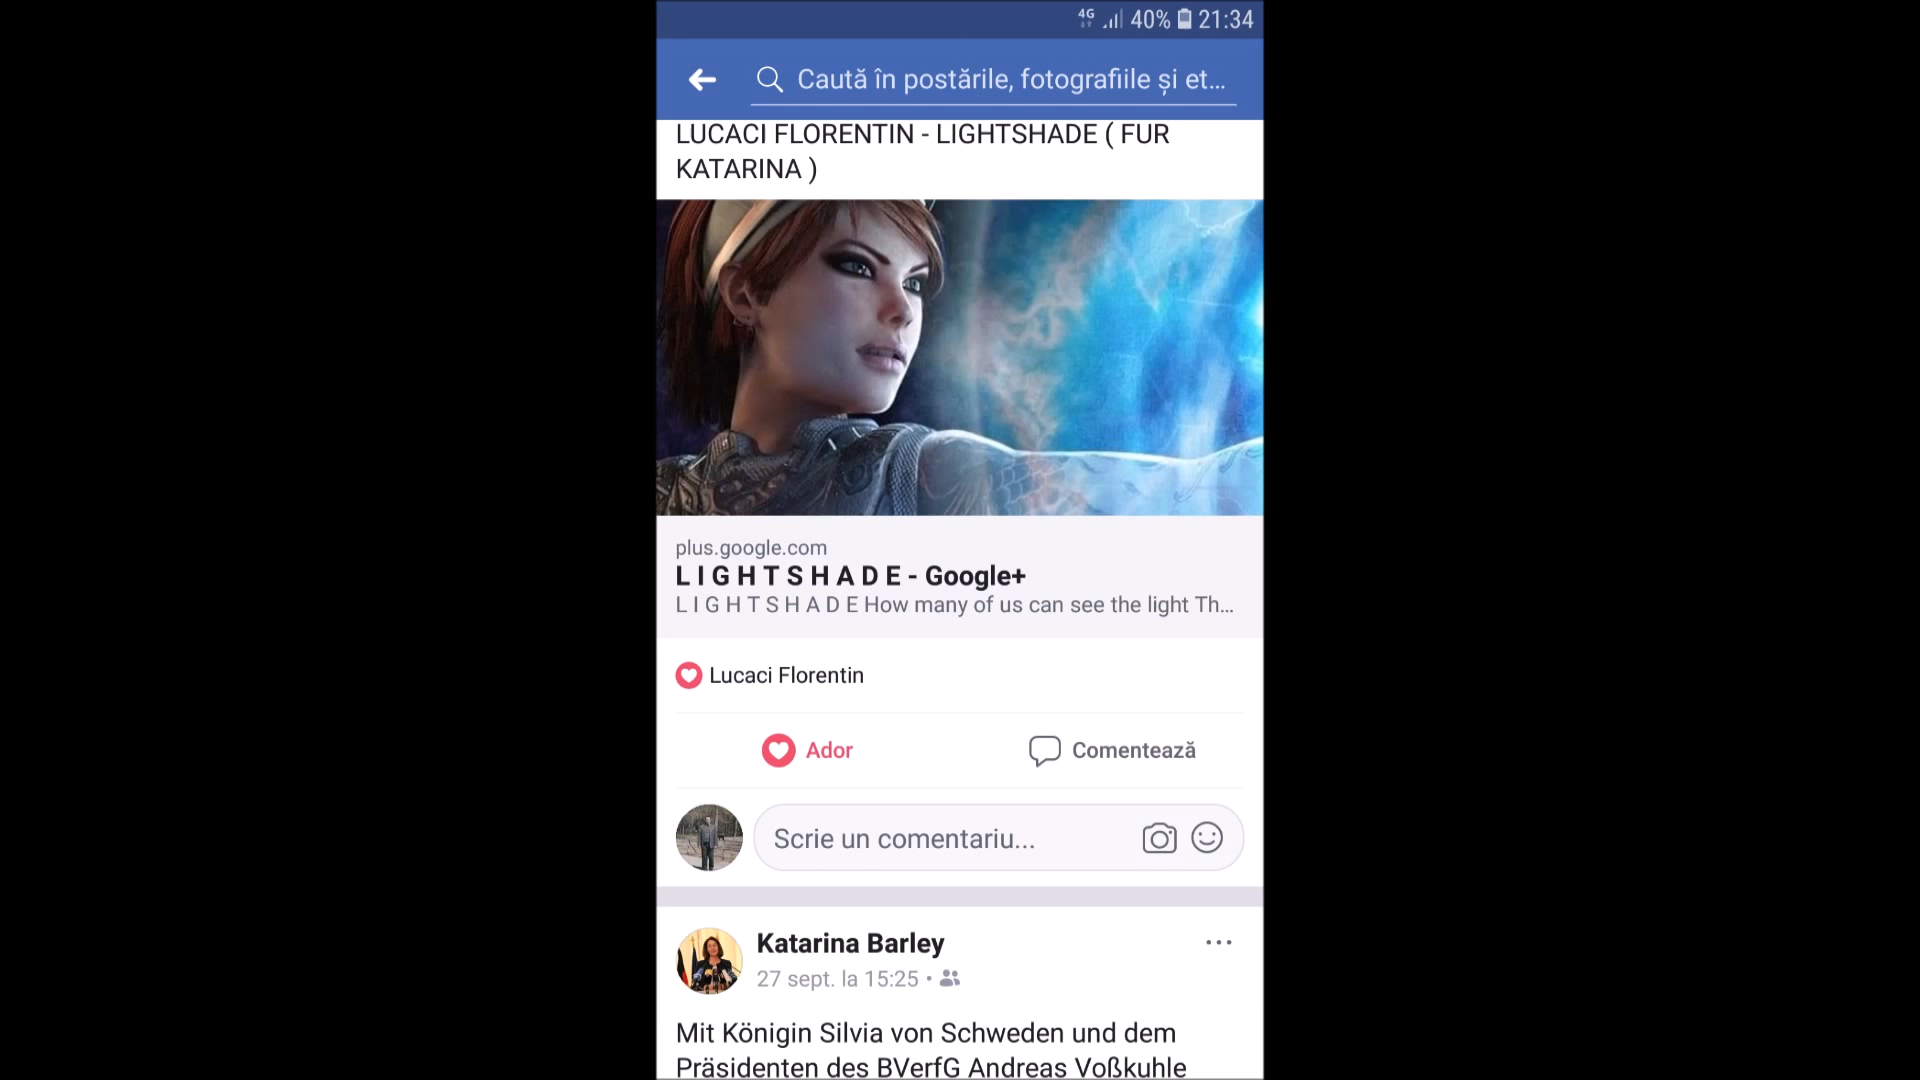 4G 40% 21:34
Caută în postările, fotografiile și et...
LUCACI FLORENTIN - LIGHTSHADE ( FUR
KATARINA )
plus.google.com
L I G H T S H A D E - Google+
L I G H T S H A D E How many of us can see the light Th...
Lucaci Florentin
Ador
Comentează
Scrie un comentariu...
Katarina Barley
27 sept. la 15:25 •
Mit Königin Silvia von Schweden und dem
Präsidenten des BVerfG Andreas Voßkuhle